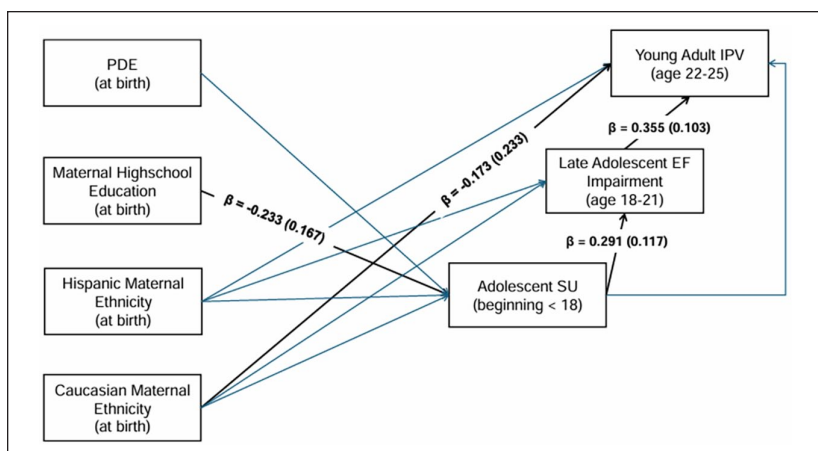 PDE
(at birth)
Maternal Highschool
Education
(at birth)
Hispanic Maternal
Ethnicity
(at birth)
Caucasian Maternal
Ethnicity
(at birth)
β = -0.233 (0.167)
β = -0.173 (0.233)
Young Adult IPV
(age 22-25)
β = 0.355 (0.103)
Late Adolescent EF
Impairment
(age 18-21)
β = 0.291 (0.117)
Adolescent SU
(beginning < 18)